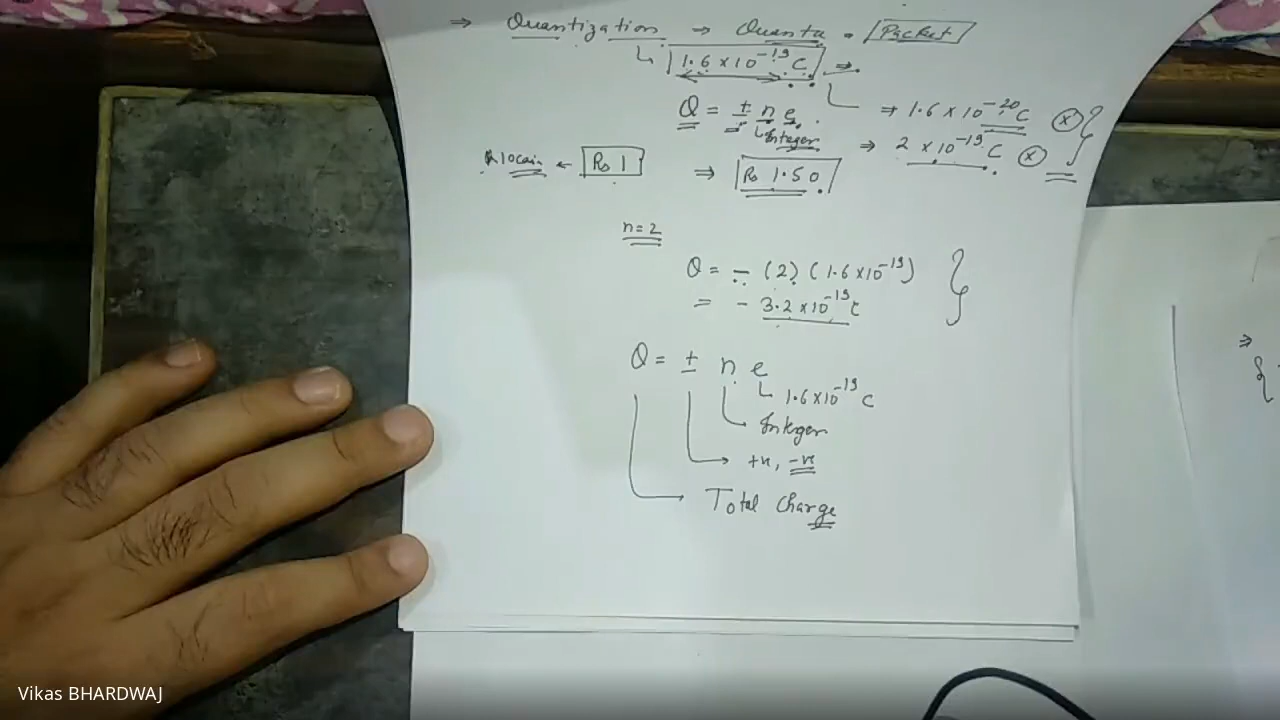 ⇒ Quantization → Quanta = Packet
↳ 1.6 × 10⁻¹⁹ C ⇒
Q = ± n e. → ⇒ 1.6 × 10⁻²⁰ C ⊗
↳ Integer ⇒ 2 × 10⁻¹⁹ C ⊗
← Rs 1 ⇒ Rs 1.50
n = 2
Q = - (2) (1.6 × 10⁻¹⁹)
= - 3.2 × 10⁻¹⁹ C
Q = ± n e
↳ 1.6 × 10⁻¹⁹ C
Integer
→ +ve, -ve
→ Total Charge
⇒
{
Vikas BHARDWAJ